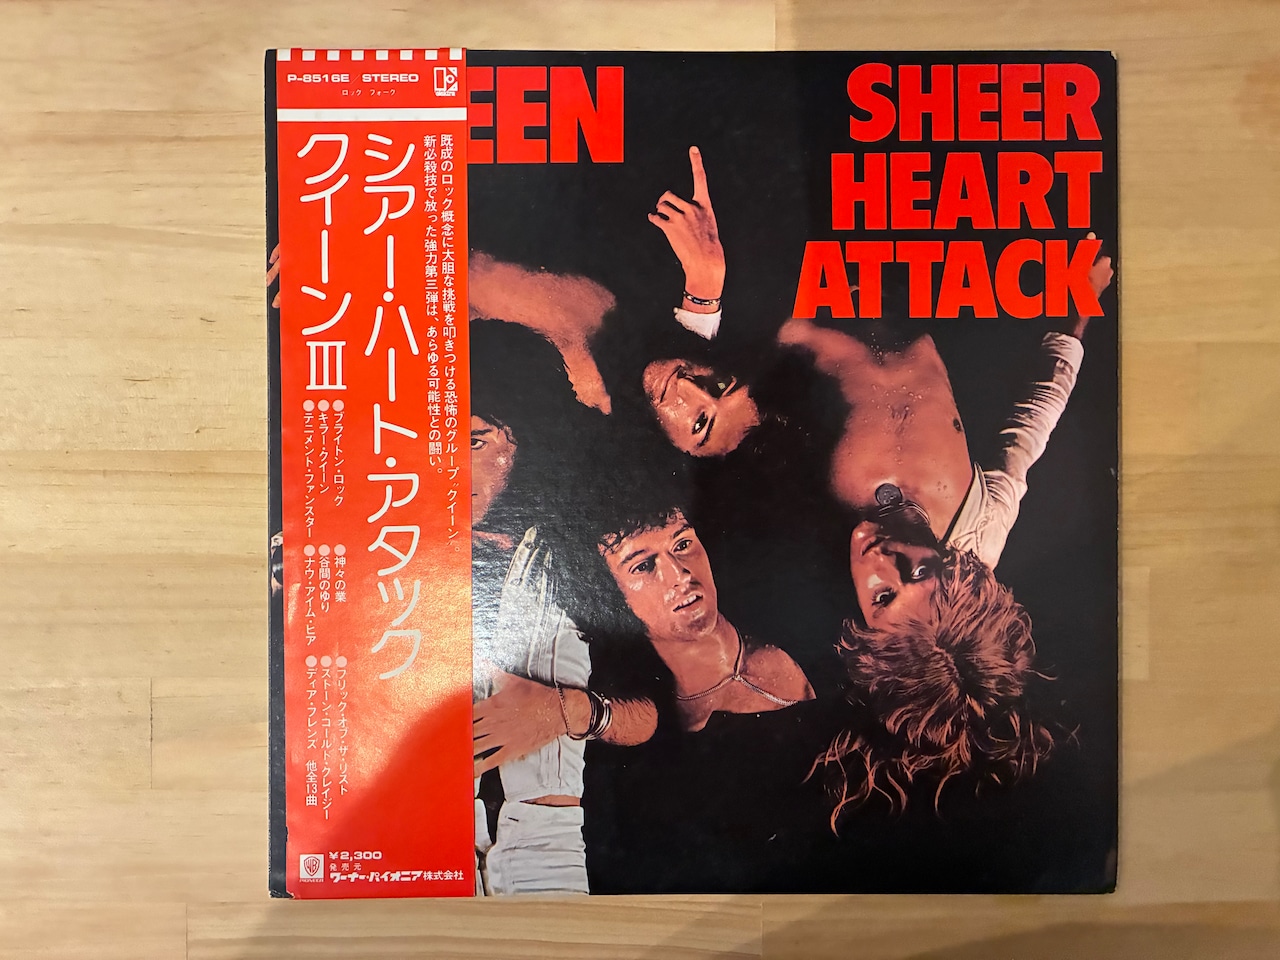 P-8516E/STEREO
ロック フォーク
既成のロック概念に大胆な挑戦を叩きつける恐怖のグループ“クイーン”。
新必殺技で放った強力第三弾は、あらゆる可能性との闘い。
シアー・ハート・アタック
クイーンⅢ
●ブライトン・ロック
●キラー・クイーン
●テニメント・ファンスター
●神々の業
●谷間のゆり
●ナウ・アイム・ヒア
●フリック・オブ・ザ・リスト
●ストーン・コールド・クレイジー
●ディア・フレンズ 他全13曲
WB
PIONEER
¥2,300
発売元
ワーナー・パイオニア株式会社
EEN
SHEER
HEART
ATTACK